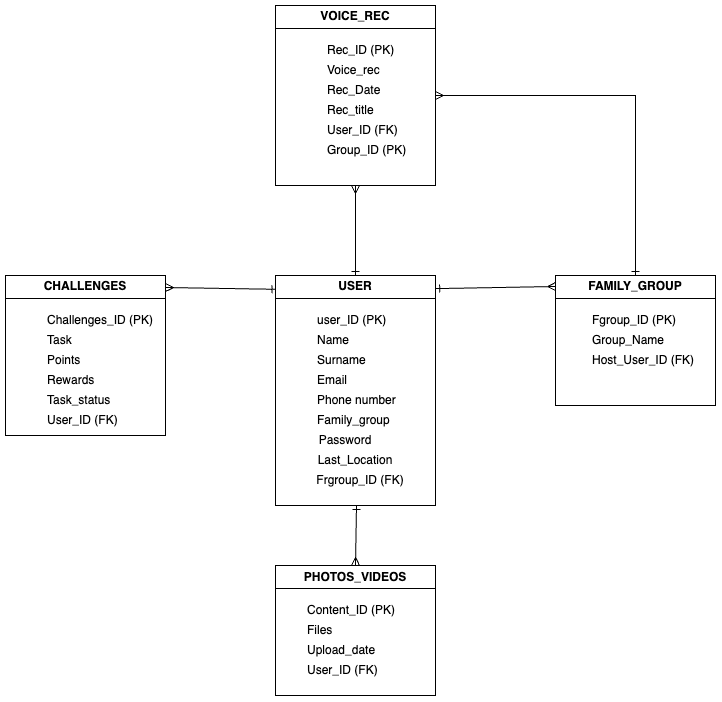 VOICE_REC
Rec_ID (PK)
Voice_rec
Rec_Date
Rec_title
User_ID (FK)
Group_ID (PK)
CHALLENGES
Challenges_ID (PK)
Task
Points
Rewards
Task_status
User_ID (FK)
USER
user_ID (PK)
Name
Surname
Email
Phone number
Family_group
Password
Last_Location
Frgroup_ID (FK)
FAMILY_GROUP
Fgroup_ID (PK)
Group_Name
Host_User_ID (FK)
PHOTOS_VIDEOS
Content_ID (PK)
Files
Upload_date
User_ID (FK)